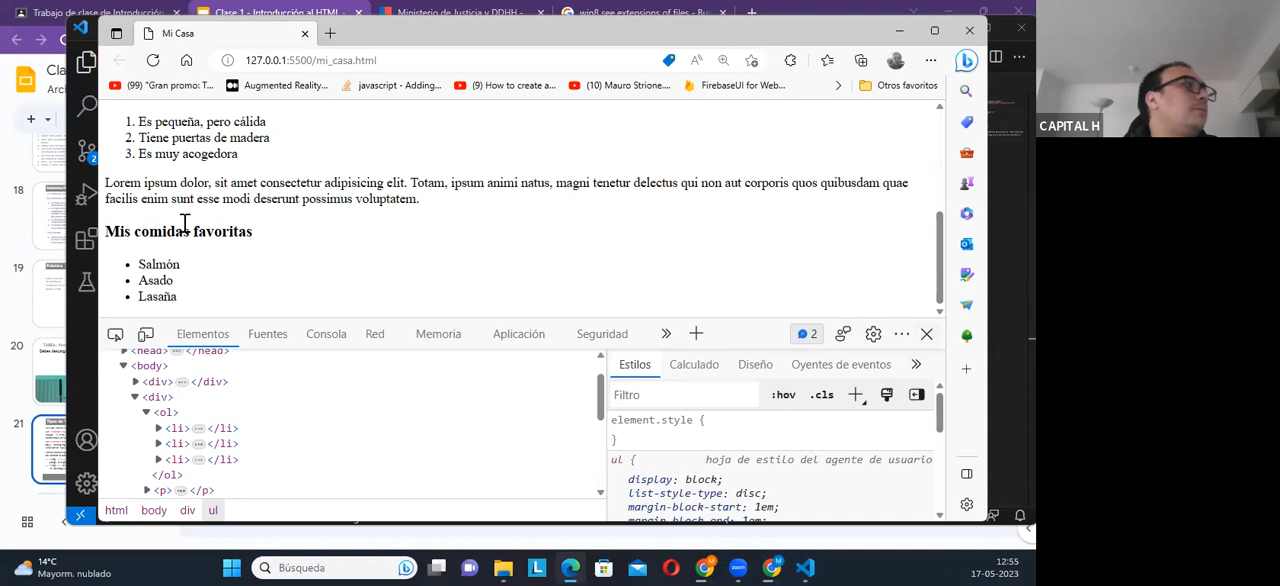 Trabajo de clase de Introducción
Clase 1 - Introducción al HTML
Ministerio de Justicia y DDHH -
win8 see extensions of files - Bu
Mi Casa
127.0.0.1:5500/mi_casa.html
(99) "Gran promo: T...
Augmented Reality...
javascript - Adding...
(9) How to create a...
(10) Mauro Strione....
FirebaseUI for Web...
Otros favoritos
CAPITAL H
1. Es pequeña, pero cálida
2. Tiene puertas de madera
3. Es muy acogedora
Lorem ipsum dolor, sit amet consectetur adipisicing elit. Totam, ipsum animi natus, magni tenetur delectus qui non aut corporis quos quibusdam quae
facilis enim sunt esse modi deserunt possimus voluptatem.
Mis comidas favoritas
• Salmón
• Asado
• Lasaña
18
19
20
21
2
Elementos
Fuentes
Consola
Red
Memoria
Aplicación
Seguridad
2
<head> ... </head>
<body>
<div> ... </div>
<div>
<ol>
<li> ... </li>
<li> ... </li>
<li> ... </li>
</ol>
<p> ... </p>
html body div ul
Estilos
Calculado
Diseño
Oyentes de eventos
Filtro
:hov .cls
element.style {
}
ul { hoja de estilo del agente de usuario
display: block;
list-style-type: disc;
margin-block-start: 1em;
margin-block-end: 1em;
14°C
Mayorm. nublado
Búsqueda
12:55
17-05-2023